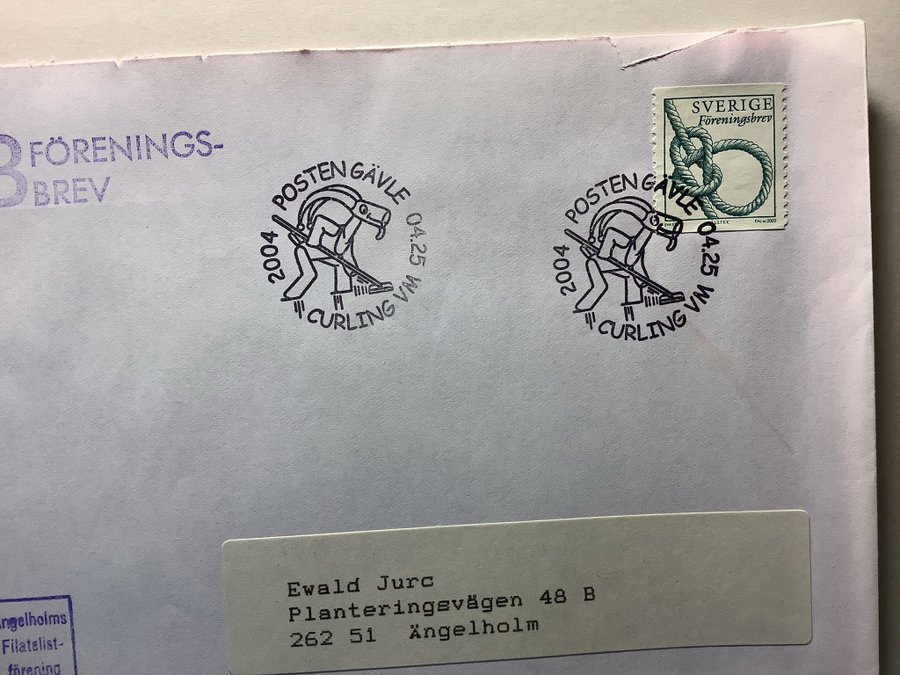 B FÖRENINGS-
BREV
POSTEN GÄVLE
2004 04.25
CURLING VM
POSTEN GÄVLE
2004 04.25
CURLING VM
SVERIGE
Föreningsbrev
Ewald Jurc
Planteringsvägen 48 B
262 51 Ängelholm
Ängelholms
Filatelist-
förening